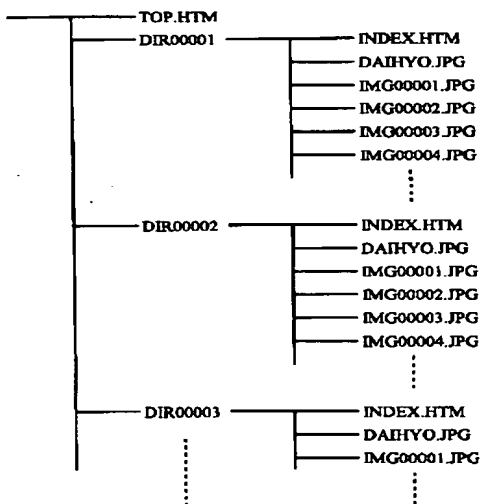 TOP.HTM
DIR00001
INDEX.HTM
DAIHYO.JPG
IMG00001.JPG
IMG00002.JPG
IMG00003.JPG
IMG00004.JPG
DIR00002
INDEX.HTM
DAIHYO.JPG
IMG00001.JPG
IMG00002.JPG
IMG00003.JPG
IMG00004.JPG
DIR00003
INDEX.HTM
DAIHYO.JPG
IMG00001.JPG